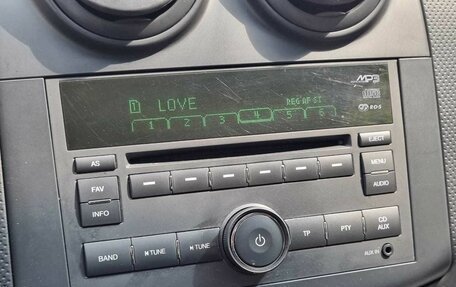 MP3
1 LOVE
REG AF ST
RDS
1 2 3 4 5 6
EJECT
AS
MENU
FAV
AUDIO
INFO
CD
AUX
TP
PTY
TUNE
TUNE
BAND
AUX IN